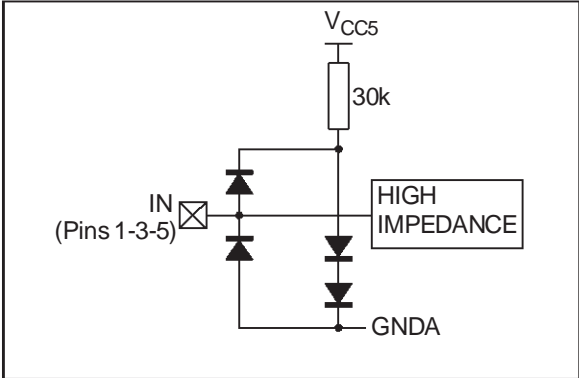 VCC5
30k
IN
(Pins 1-3-5)
HIGH
IMPEDANCE
GNDA